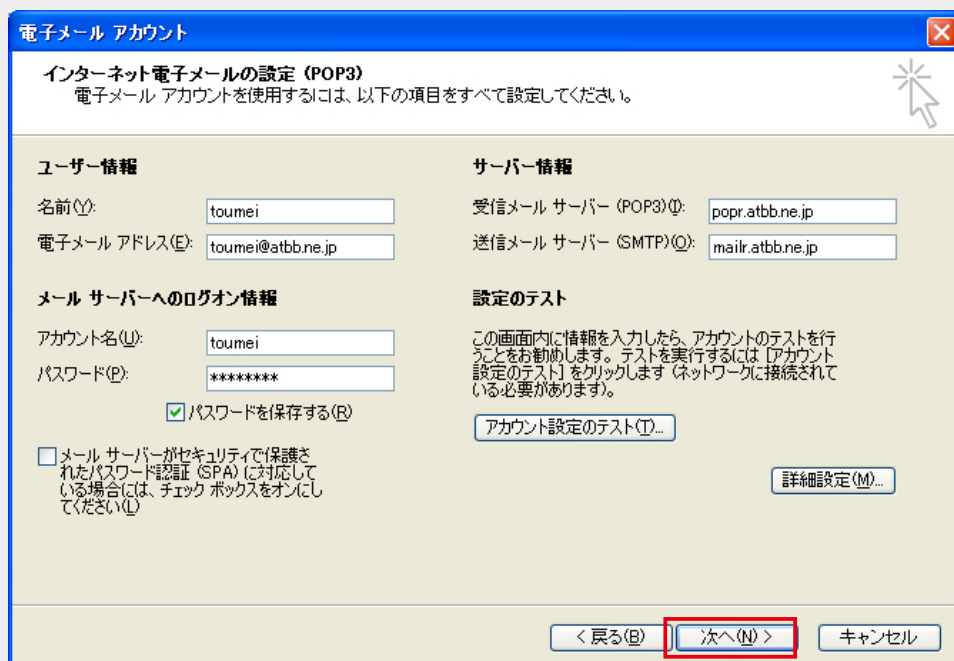 電子メール アカウント
インターネット電子メールの設定 (POP3)
電子メール アカウントを使用するには、以下の項目をすべて設定してください。
ユーザー情報
名前(Y):
toumei
電子メール アドレス(E):
toumei@atbb.ne.jp
メール サーバーへのログオン情報
アカウント名(U):
toumei
パスワード(P):
********
パスワードを保存する(R)
メール サーバーがセキュリティで保護さ
れたパスワード認証 (SPA) に対応して
いる場合には、チェック ボックスをオンにし
てください(L)
サーバー情報
受信メール サーバー (POP3)(I):
popr.atbb.ne.jp
送信メール サーバー (SMTP)(O):
mailr.atbb.ne.jp
設定のテスト
この画面内に情報を入力したら、アカウントのテストを行
うことをお勧めします。テストを実行するには [アカウント
設定のテスト] をクリックします (ネットワークに接続されて
いる必要があります)。
アカウント設定のテスト(T)...
詳細設定(M)...
< 戻る(B)
次へ(N) >
キャンセル